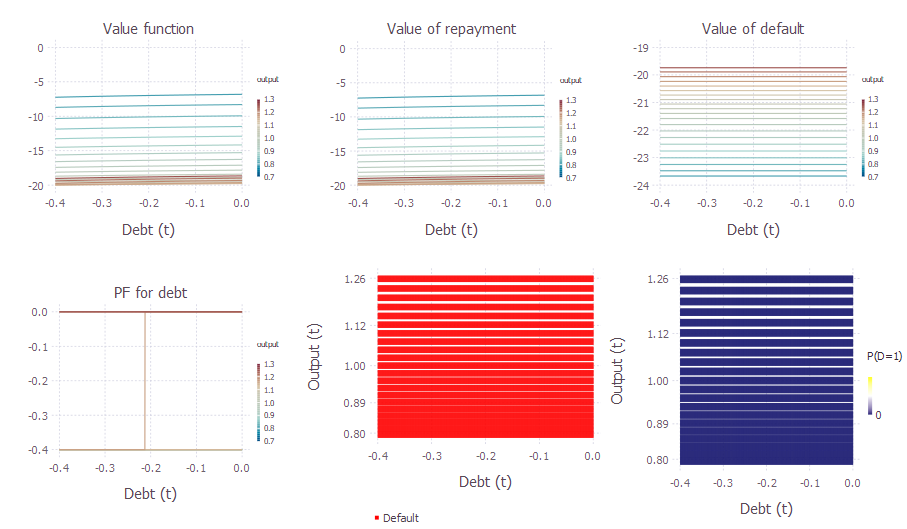 Value function
0
-5
-10
-15
-20
-0.4 -0.3 -0.2 -0.1 0.0
Debt (t)
output
1.3
1.2
1.1
1.0
0.9
0.8
0.7
Value of repayment
0
-5
-10
-15
-20
-0.4 -0.3 -0.2 -0.1 0.0
Debt (t)
output
1.3
1.2
1.1
1.0
0.9
0.8
0.7
Value of default
-19
-20
-21
-22
-23
-24
-0.4 -0.3 -0.2 -0.1 0.0
Debt (t)
output
1.3
1.2
1.1
1.0
0.9
0.8
0.7
PF for debt
0.0
-0.1
-0.2
-0.3
-0.4
-0.4 -0.3 -0.2 -0.1 0.0
Debt (t)
output
1.3
1.2
1.1
1.0
0.9
0.8
0.7
Output (t)
1.26
1.12
1.00
0.89
0.80
-0.4 -0.3 -0.2 -0.1 0.0
Debt (t)
Default
Output (t)
1.26
1.12
1.00
0.89
0.80
-0.4 -0.3 -0.2 -0.1 0.0
Debt (t)
P(D=1)
0